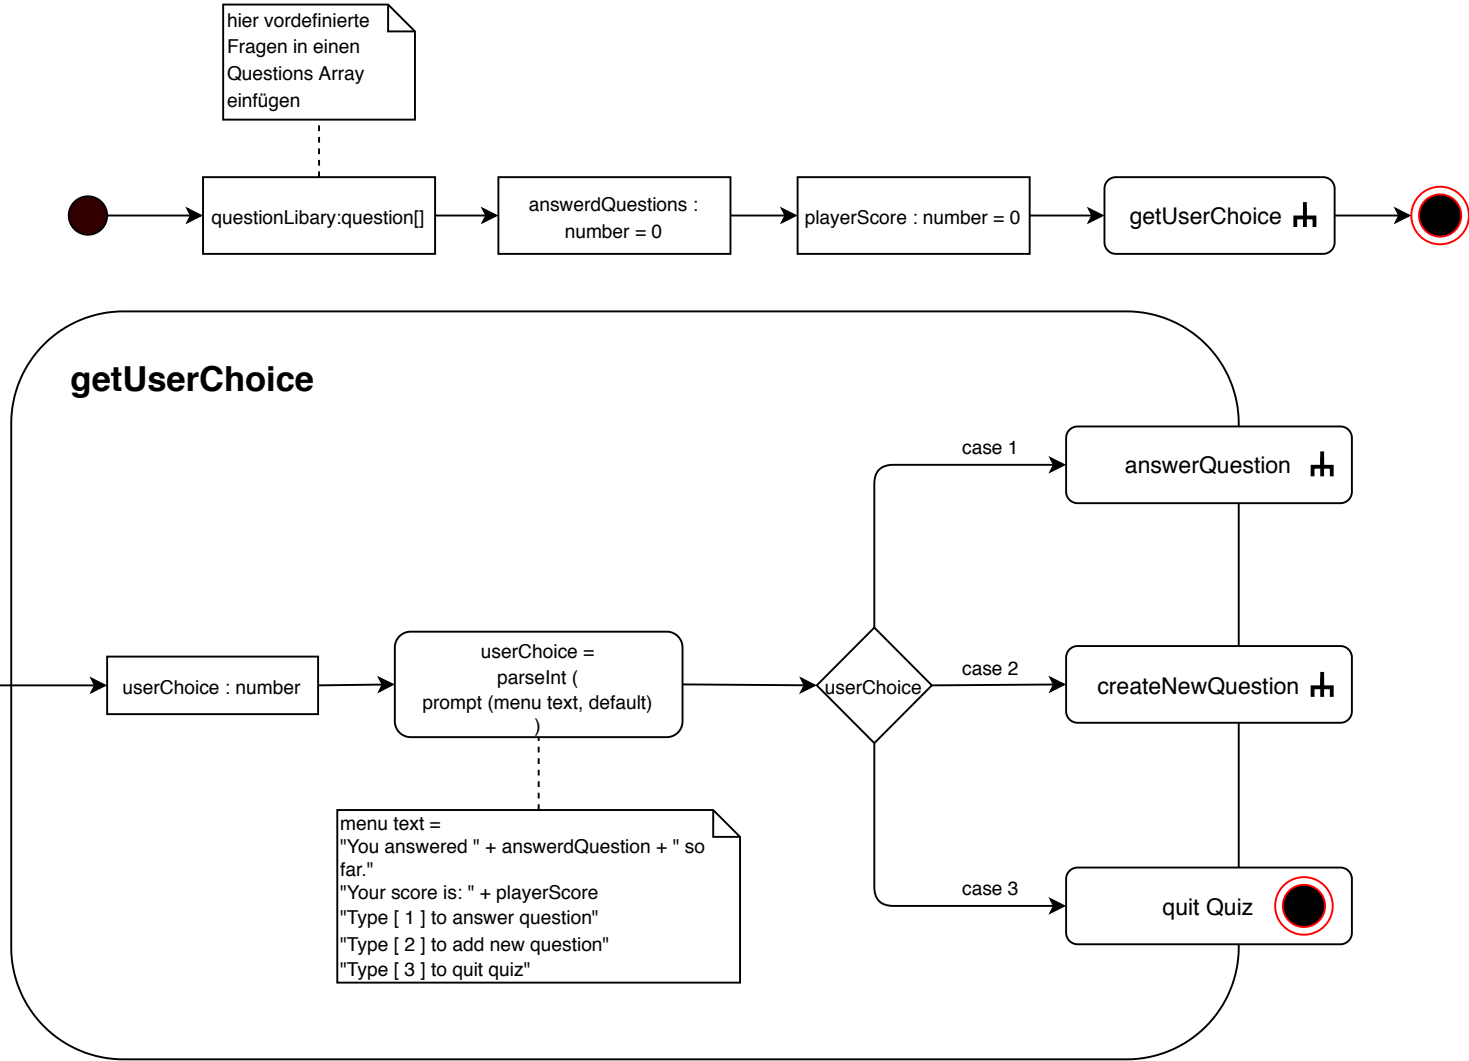 hier vordefinierte
Fragen in einen
Questions Array
einfügen
questionLibary:question[]
answerdQuestions :
number = 0
playerScore : number = 0
getUserChoice
getUserChoice
case 1
answerQuestion
userChoice : number
userChoice =
parseInt (
prompt (menu text, default)
)
userChoice
case 2
createNewQuestion
menu text =
"You answered " + answerdQuestion + " so
far."
"Your score is: " + playerScore
"Type [ 1 ] to answer question"
"Type [ 2 ] to add new question"
"Type [ 3 ] to quit quiz"
case 3
quit Quiz